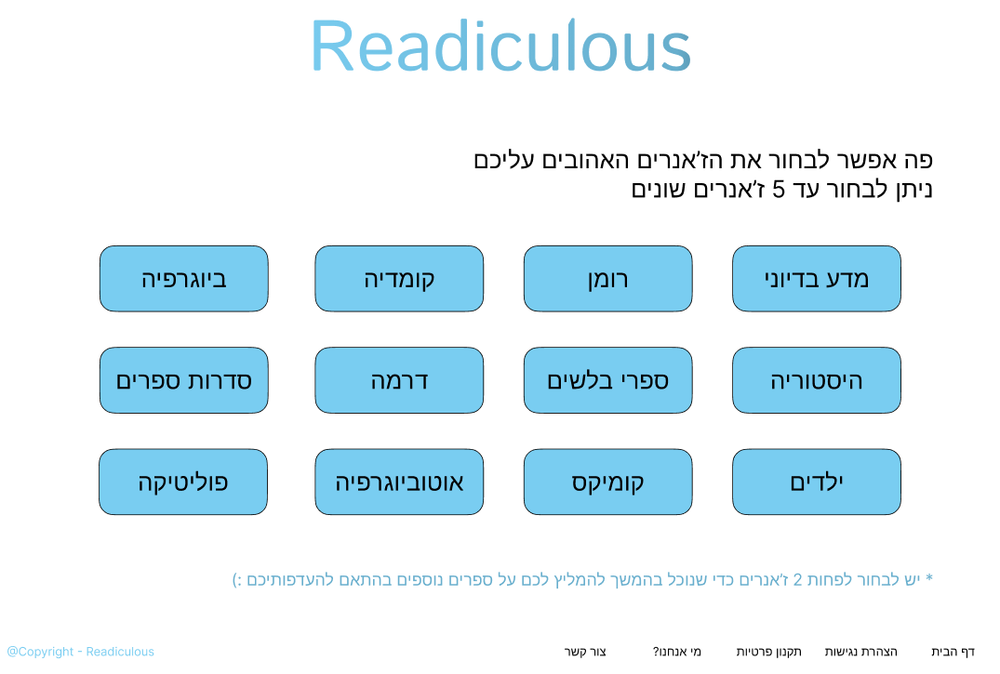 Readiculous
פה אפשר לבחור את הז'אנרים האהובים עליכם
ניתן לבחור עד 5 ז'אנרים שונים
מדע בדיוני
רומן
קומדיה
ביוגרפיה
היסטוריה
ספרי בלשים
דרמה
סדרות ספרים
ילדים
קומיקס
אוטוביוגרפיה
פוליטיקה
* יש לבחור לפחות 2 ז'אנרים כדי שנוכל בהמשך להמליץ לכם על ספרים נוספים בהתאם להעדפותיכם :)
דף הבית
הצהרת נגישות
תקנון פרטיות
מי אנחנו?
צור קשר
@Copyright - Readiculous